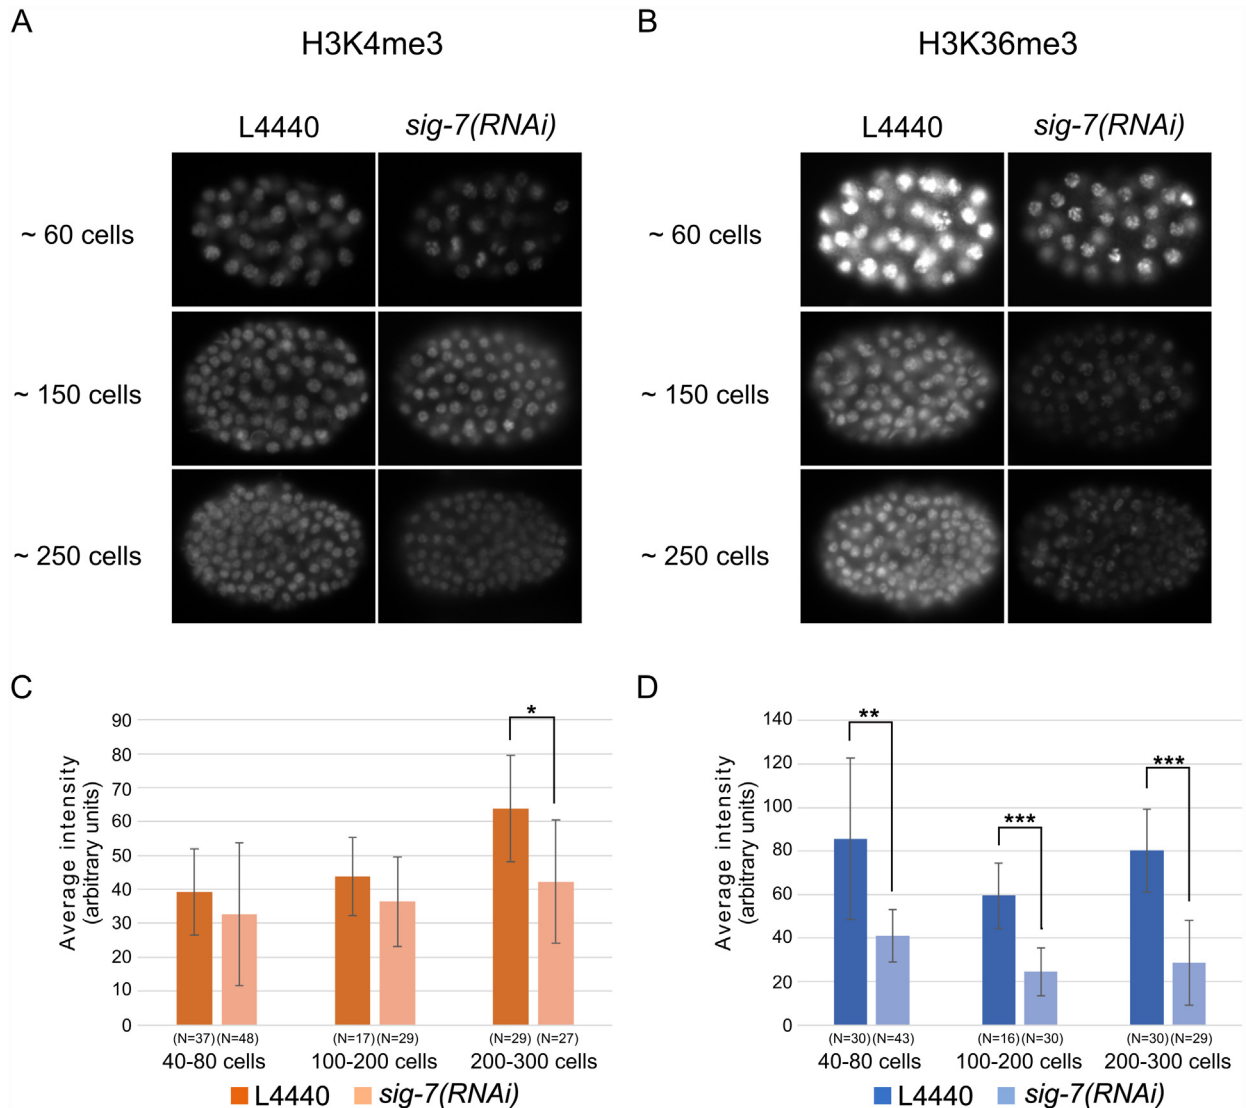 A
H3K4me3
L4440 sig-7(RNAi)
~ 60 cells
~ 150 cells
~ 250 cells
B
H3K36me3
L4440 sig-7(RNAi)
~ 60 cells
~ 150 cells
~ 250 cells
C
Average intensity
(arbitrary units)
90
80
70
60
50
40
30
20
10
0
*
(N=37) (N=48) (N=17) (N=29) (N=29) (N=27)
40-80 cells 100-200 cells 200-300 cells
L4440 sig-7(RNAi)
D
Average intensity
(arbitrary units)
140
120
100
80
60
40
20
0
** *** ***
(N=30) (N=43) (N=16) (N=30) (N=30) (N=29)
40-80 cells 100-200 cells 200-300 cells
L4440 sig-7(RNAi)